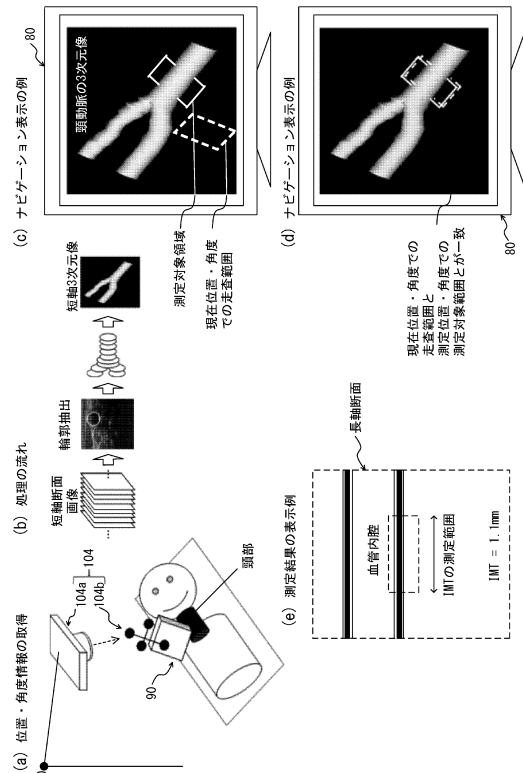 (a) 位置・角度情報の取得
104a
104b
104
90
頸部
(b) 処理の流れ
短軸断面
画像
輪郭抽出
短軸3次元像
(c) ナビゲーション表示の例
80
頸動脈の3次元像
測定対象領域
現在位置・角度
での走査範囲
(d) ナビゲーション表示の例
80
現在位置・角度での
走査範囲と
測定位置・角度での
測定対象範囲とが一致
(e) 測定結果の表示例
長軸断面
血管内腔
IMTの測定範囲
IMT = 1.1mm